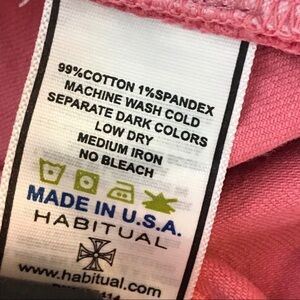 99%COTTON 1%SPANDEX
MACHINE WASH COLD
SEPARATE DARK COLORS
LOW DRY
MEDIUM IRON
NO BLEACH
MADE IN U.S.A.
HABITUAL
www.habitual.com